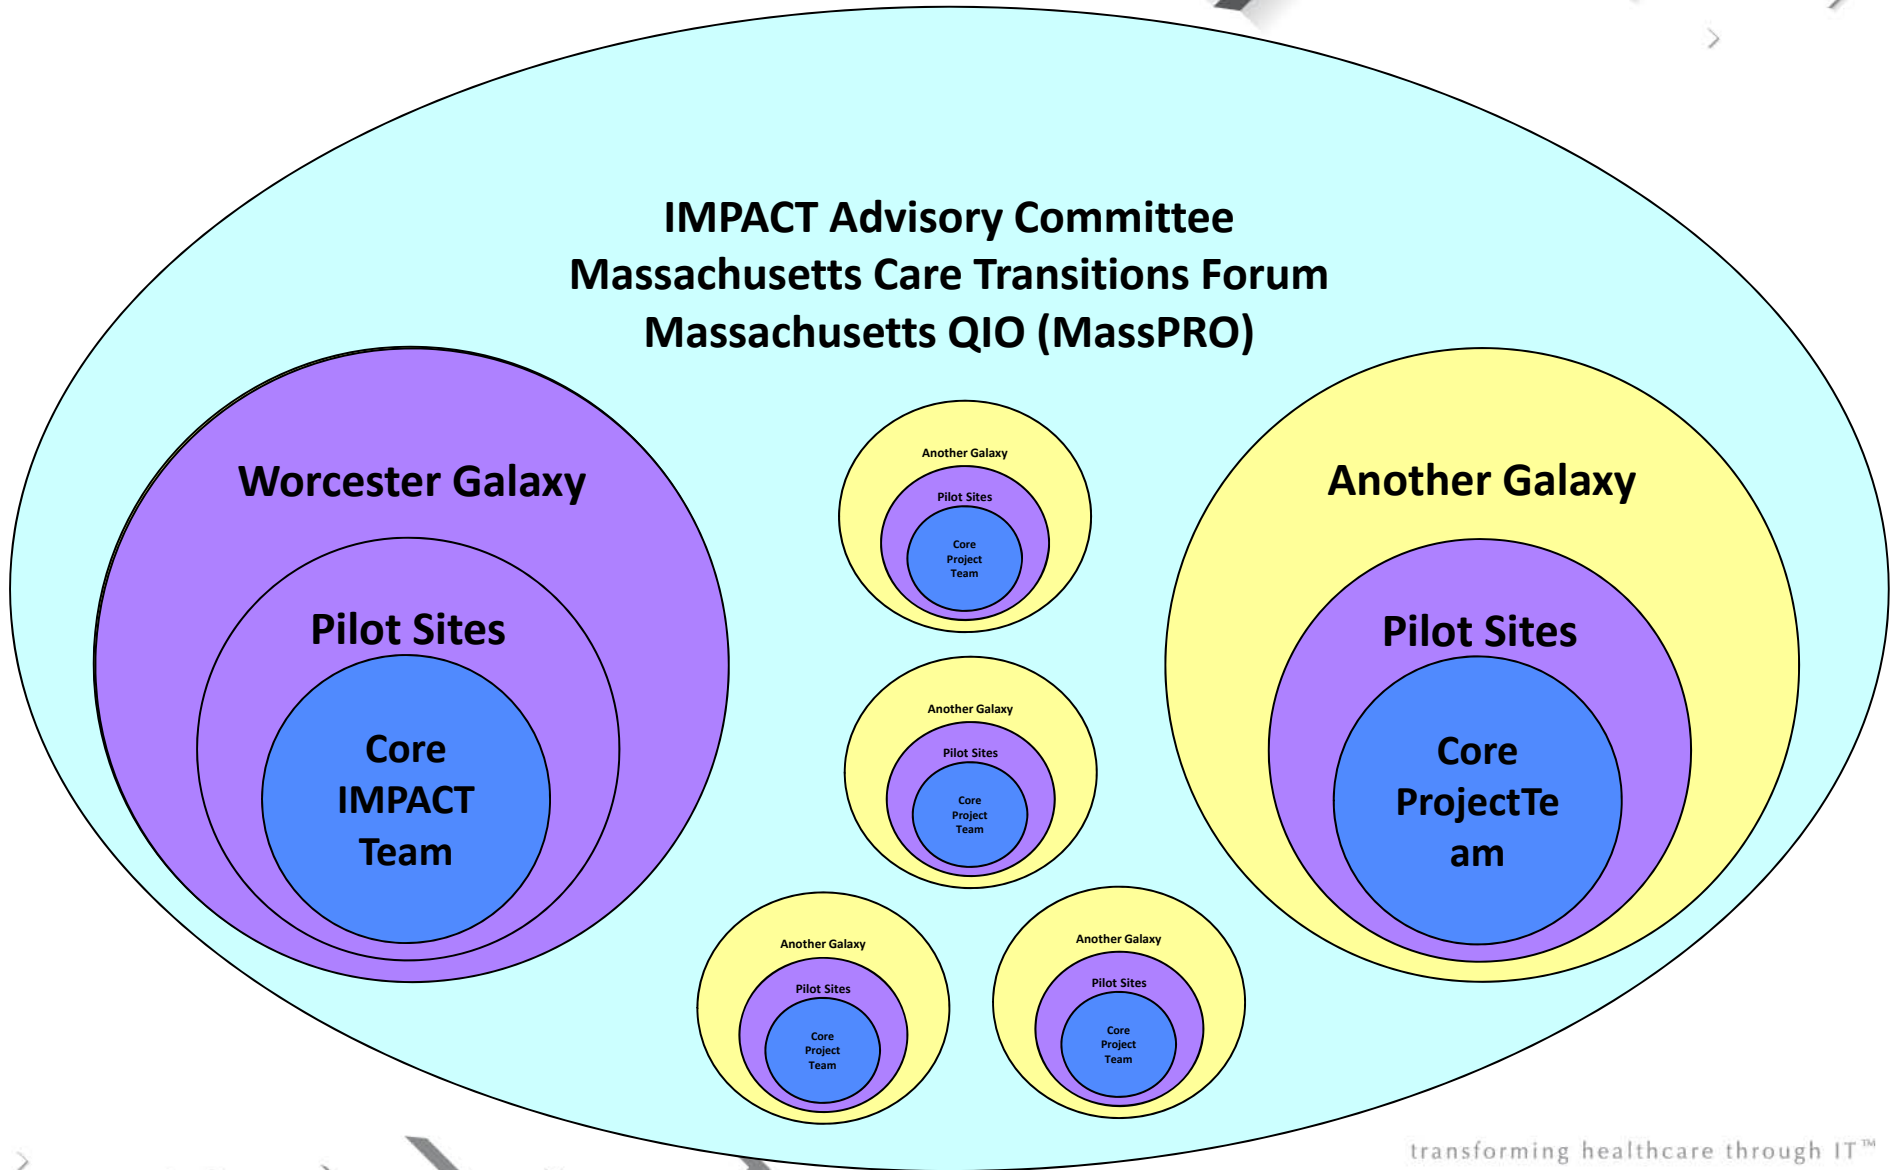 IMPACT Advisory Committee
Massachusetts Care Transitions Forum
Massachusetts QIO (MassPRO)
Worcester Galaxy
Pilot Sites
Core
IMPACT
Team
Another Galaxy
Pilot Sites
Core
Project
Team
Another Galaxy
Pilot Sites
Core
Project
Team
Another Galaxy
Pilot Sites
Core
Project
Team
Another Galaxy
Pilot Sites
Core
Project
Team
Another Galaxy
Pilot Sites
Core
ProjectTe
am
transforming healthcare through IT™